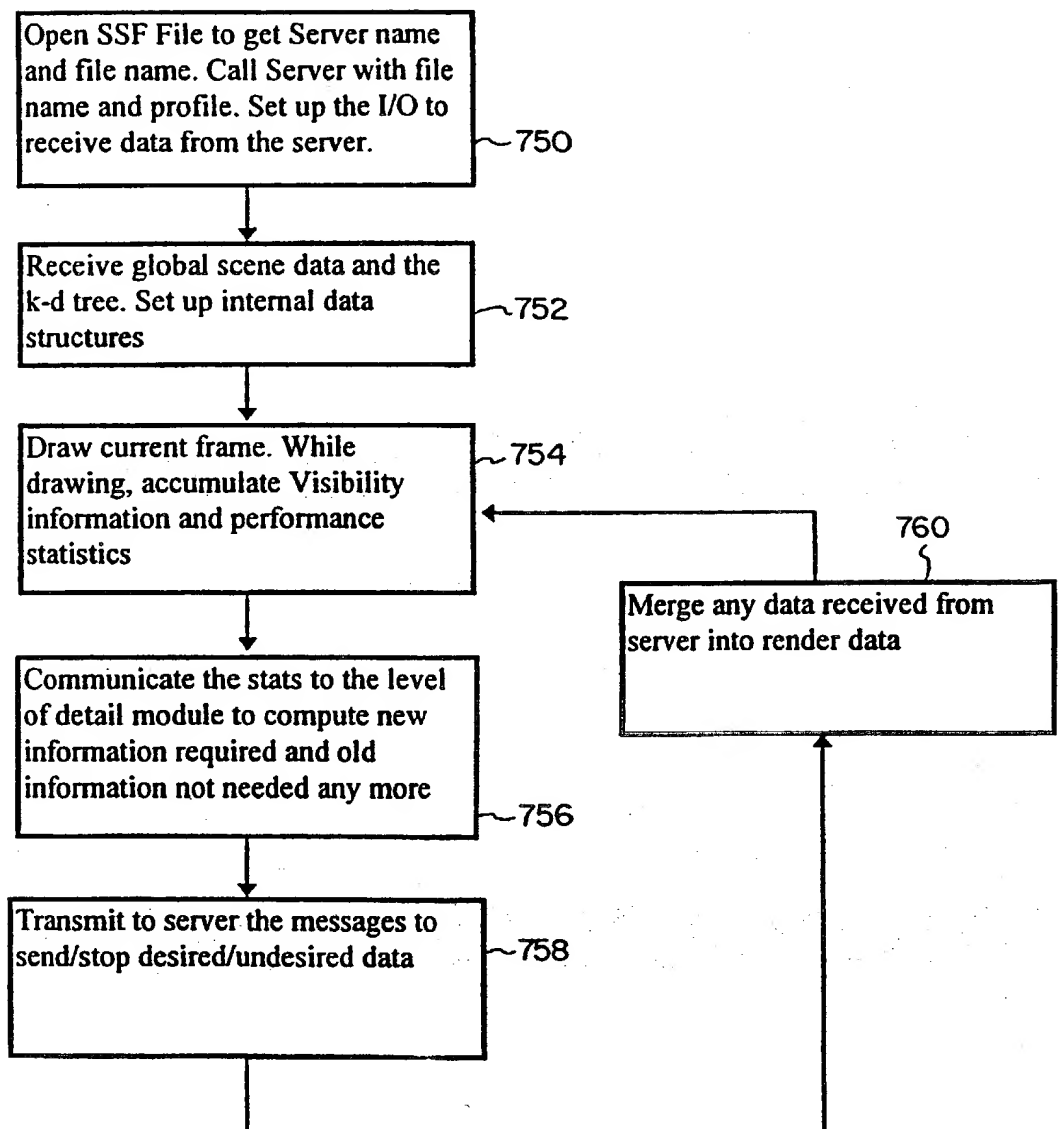 Open SSF File to get Server name
and file name. Call Server with file
name and profile. Set up the I/O to
receive data from the server.
750
Receive global scene data and the
k-d tree. Set up internal data
structures
752
Draw current frame. While
drawing, accumulate Visibility
information and performance
statistics
754
760
Merge any data received from
server into render data
Communicate the stats to the level
of detail module to compute new
information required and old
information not needed any more
756
Transmit to server the messages to
send/stop desired/undesired data
758